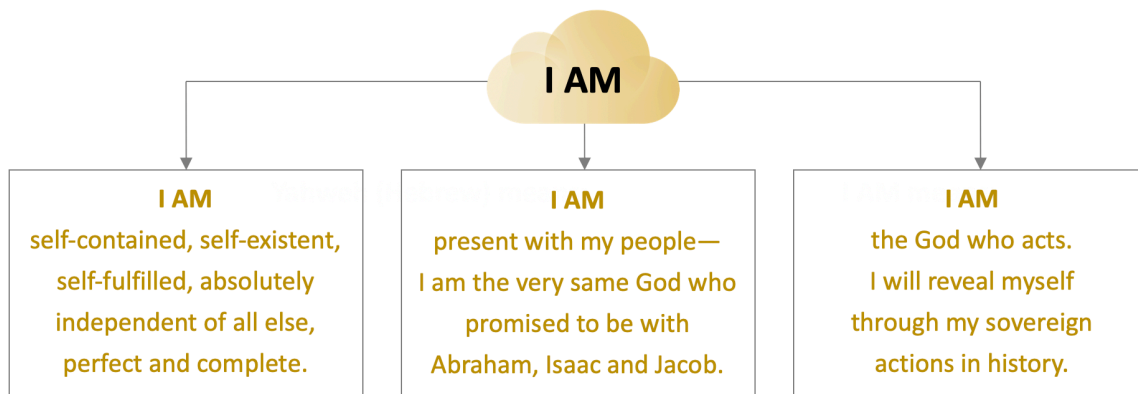 I AM
I AM
self-contained, self-existent,
self-fulfilled, absolutely
independent of all else,
perfect and complete.
I AM
present with my people—
I am the very same God who
promised to be with
Abraham, Isaac and Jacob.
I AM
the God who acts.
I will reveal myself
through my sovereign
actions in history.